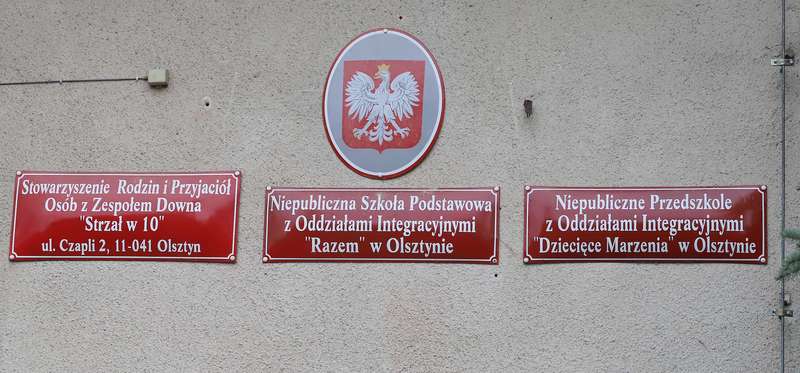 Stowarzyszenie Rodzin i Przyjaciół
Osób z Zespołem Downa
"Strzał w 10"
ul. Czapli 2, 11-041 Olsztyn
Niepubliczna Szkoła Podstawowa
z Oddziałami Integracyjnymi
"Razem" w Olsztynie
Niepubliczne Przedszkole
z Oddziałami Integracyjnymi
"Dziecięce Marzenia" w Olsztynie